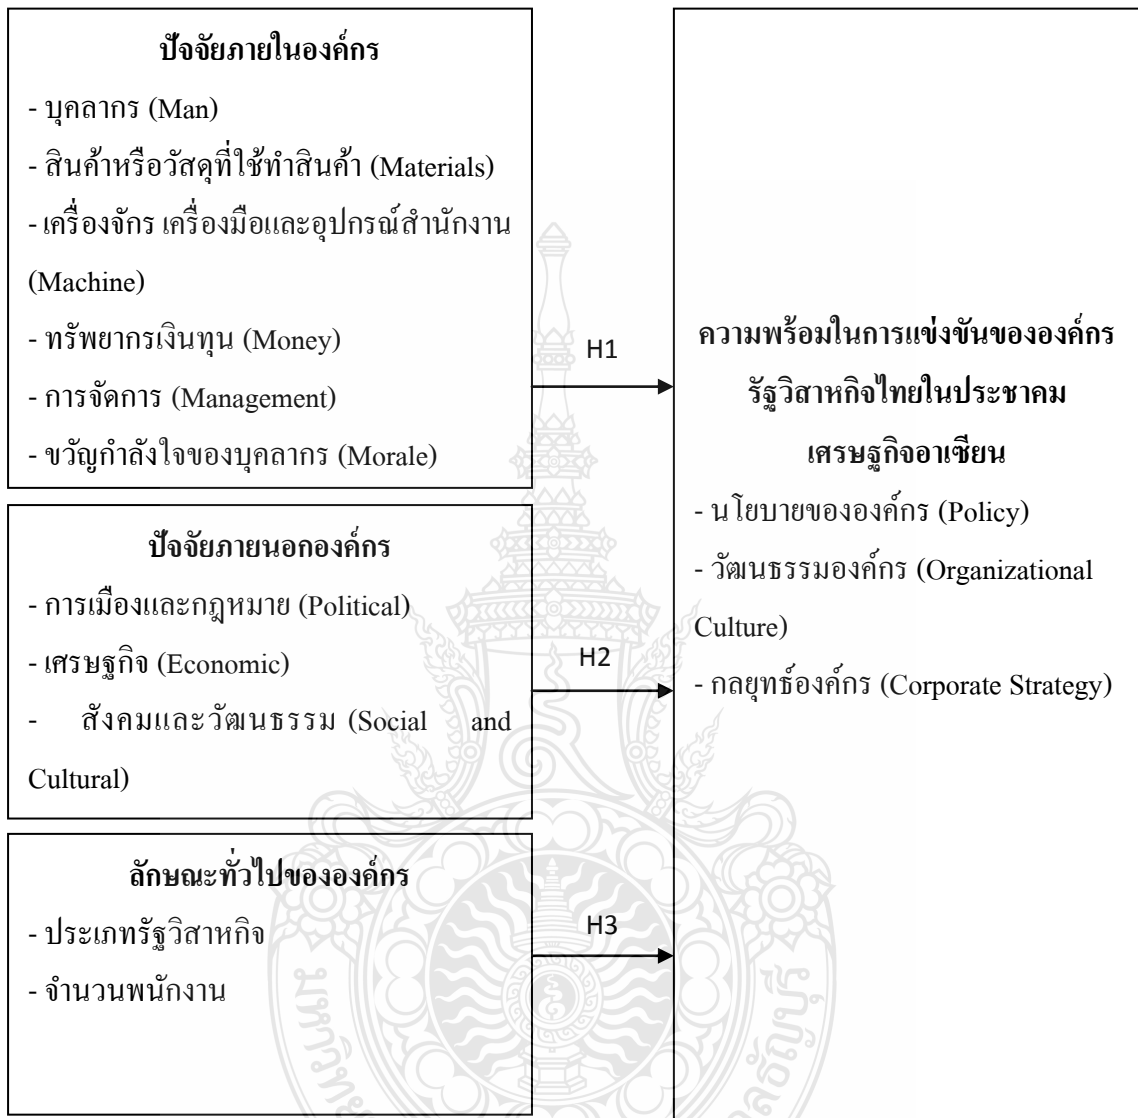 ปัจจัยภายในองค์กร
- บุคลากร (Man)
- สินค้าหรือวัสดุที่ใช้ทำสินค้า (Materials)
- เครื่องจักร เครื่องมือและอุปกรณ์สำนักงาน
(Machine)
- ทรัพยากรเงินทุน (Money)
- การจัดการ (Management)
- ขวัญกำลังใจของบุคลากร (Morale)
H1
ปัจจัยภายนอกองค์กร
- การเมืองและกฎหมาย (Political)
- เศรษฐกิจ (Economic)
- สังคมและวัฒนธรรม (Social and
Cultural)
H2
ลักษณะทั่วไปขององค์กร
- ประเภทรัฐวิสาหกิจ
- จำนวนพนักงาน
H3
ความพร้อมในการแข่งขันขององค์กร
รัฐวิสาหกิจไทยในประชาคม
เศรษฐกิจอาเซียน
- นโยบายขององค์กร (Policy)
- วัฒนธรรมองค์กร (Organizational
Culture)
- กลยุทธ์องค์กร (Corporate Strategy)